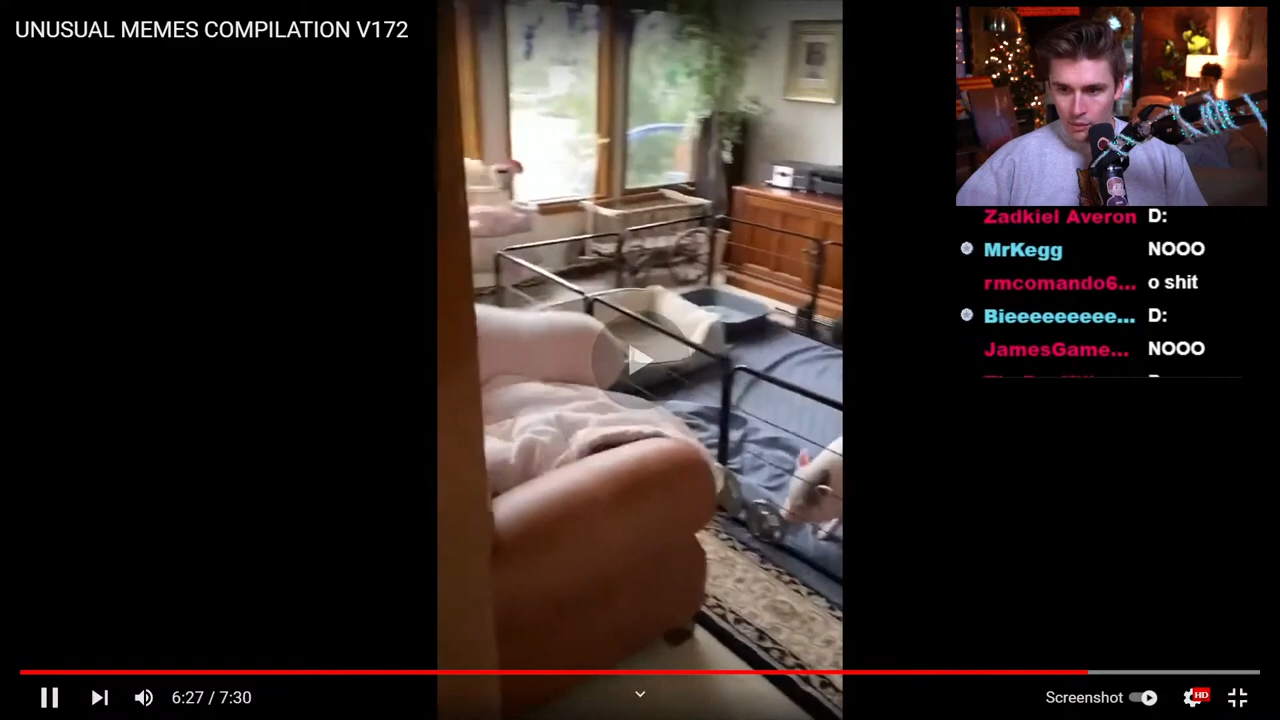 UNUSUAL MEMES COMPILATION V172
Zadkiel Averon D:
MrKegg NOOO
rmcomando6... o shit
Bieeeeeeeee... D:
JamesGame... NOOO
6:27 / 7:30
Screenshot
HD